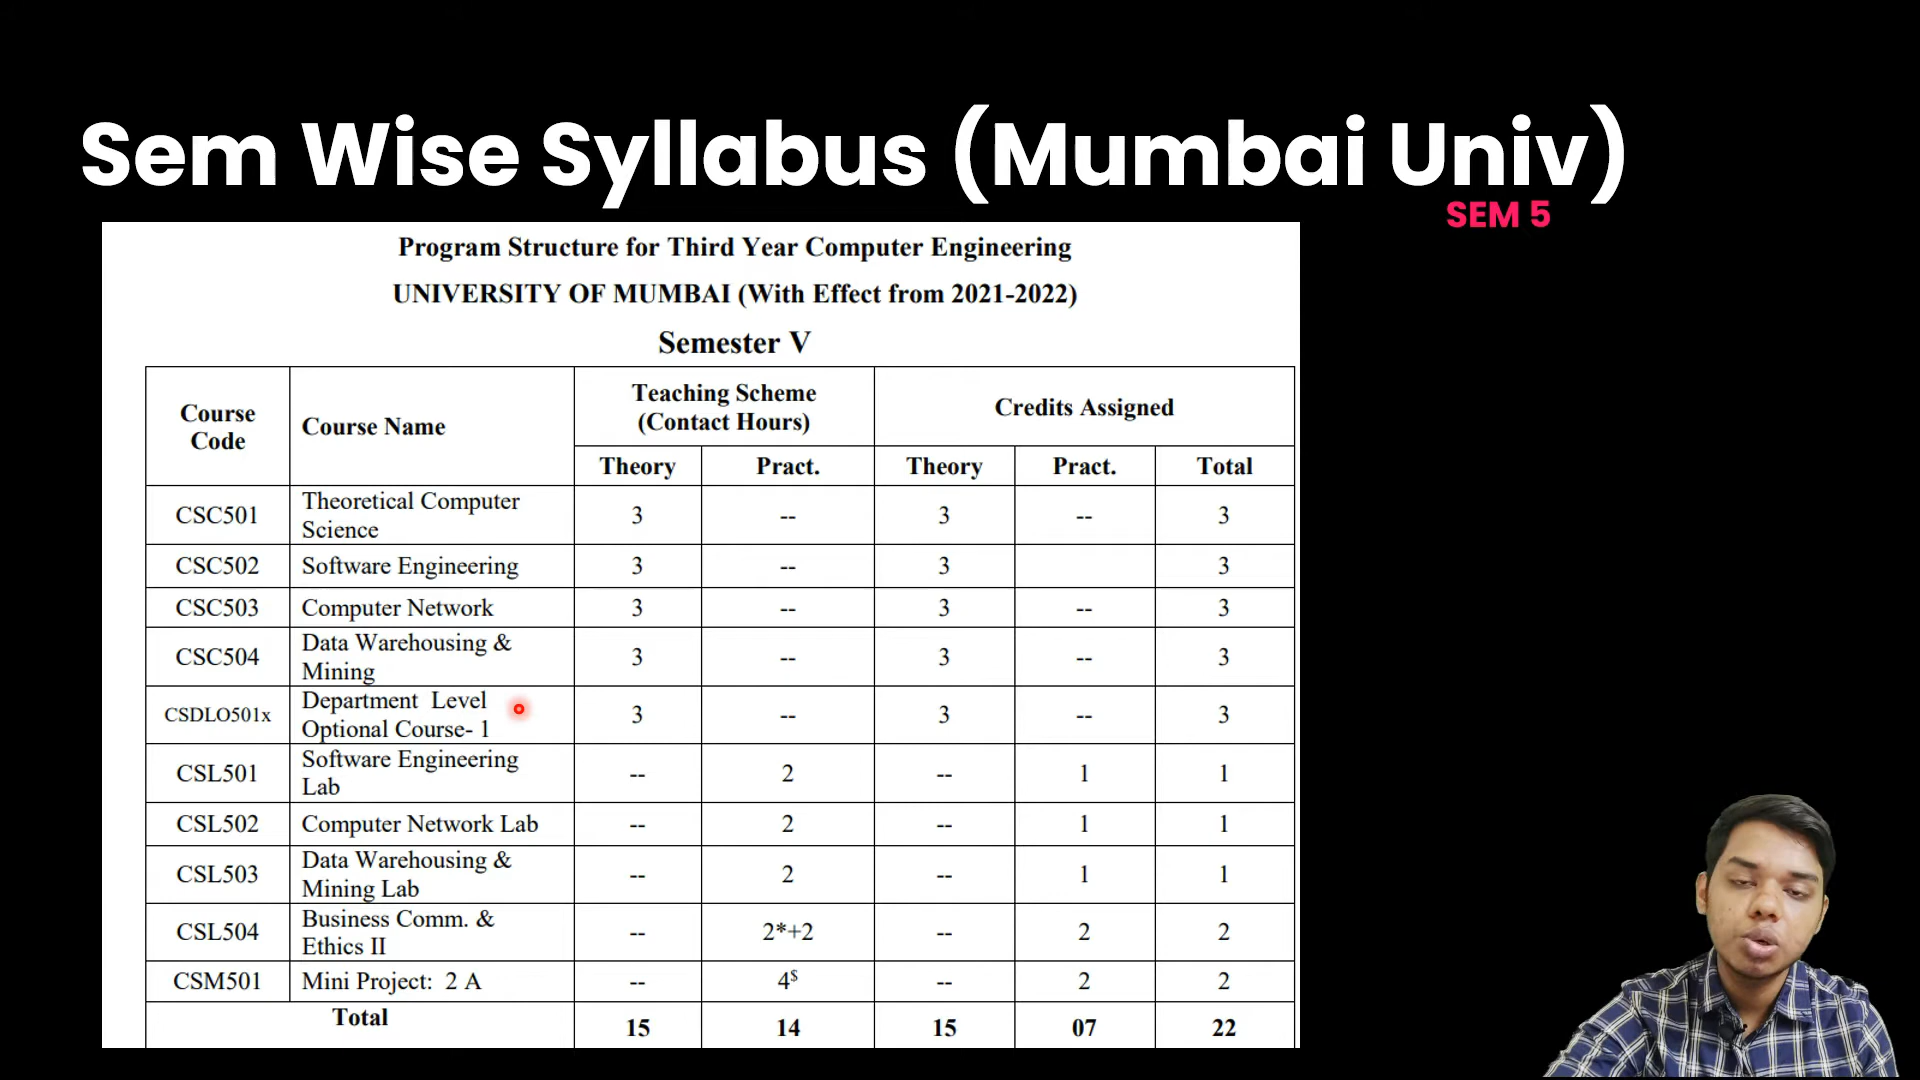 Sem Wise Syllabus (Mumbai Univ)
SEM 5
Program Structure for Third Year Computer Engineering
UNIVERSITY OF MUMBAI (With Effect from 2021-2022)
Semester V
Course Code Course Name Teaching Scheme (Contact Hours) Credits Assigned
Theory Pract. Theory Pract. Total
CSC501 Theoretical Computer Science 3 -- 3 -- 3
CSC502 Software Engineering 3 -- 3 3
CSC503 Computer Network 3 -- 3 -- 3
CSC504 Data Warehousing & Mining 3 -- 3 -- 3
CSDLO501x Department Level Optional Course- 1 3 -- 3 -- 3
CSL501 Software Engineering Lab -- 2 -- 1 1
CSL502 Computer Network Lab -- 2 -- 1 1
CSL503 Data Warehousing & Mining Lab -- 2 -- 1 1
CSL504 Business Comm. & Ethics II -- 2*+2 -- 2 2
CSM501 Mini Project: 2 A -- 4$ -- 2 2
Total 15 14 15 07 22